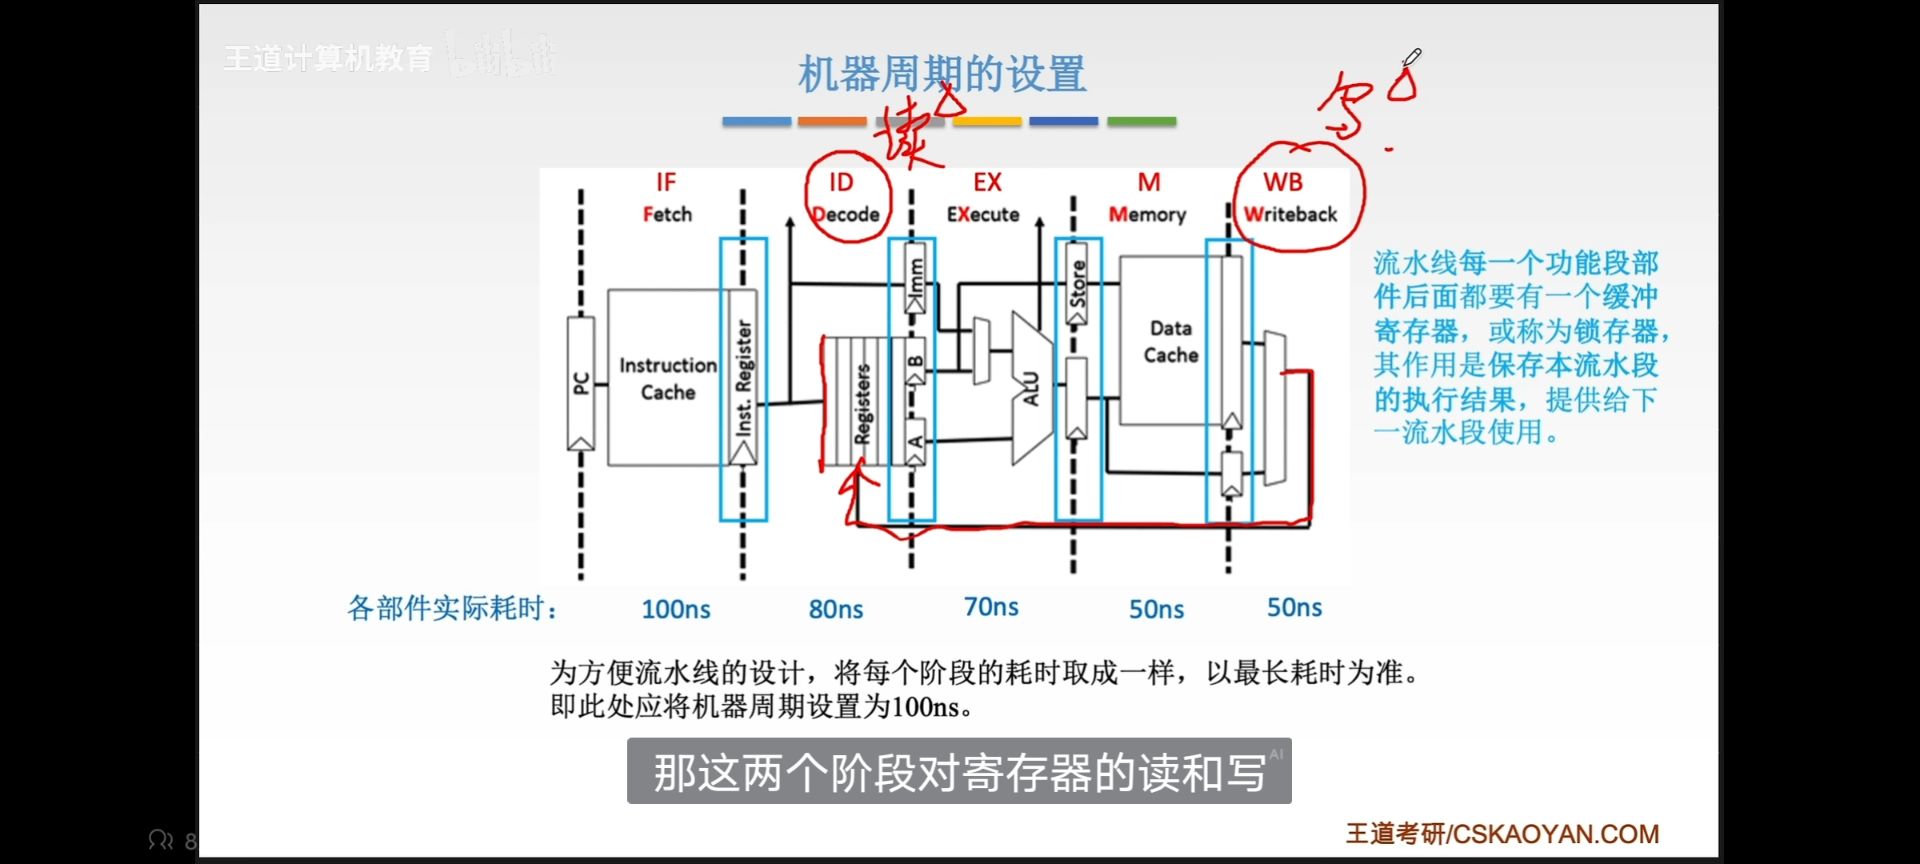 王道计算机教育 bilibili
机器周期的设置
读
写
IF
ID
EX
M
WB
Fetch
Decode
EXecute
Memory
Writeback
PC
Instruction
Cache
Inst. Register
Registers
Imm
B
A
ALU
Store
Data
Cache
流水线每一个功能段部
件后面都要有一个缓冲
寄存器，或称为锁存器，
其作用是保存本流水段
的执行结果，提供给下
一流水段使用。
各部件实际耗时：
100ns
80ns
70ns
50ns
50ns
为方便流水线的设计，将每个阶段的耗时取成一样，以最长耗时为准。
即此处应将机器周期设置为100ns。
那这两个阶段对寄存器的读和写
AI
王道考研/CSKAOYAN.COM
8